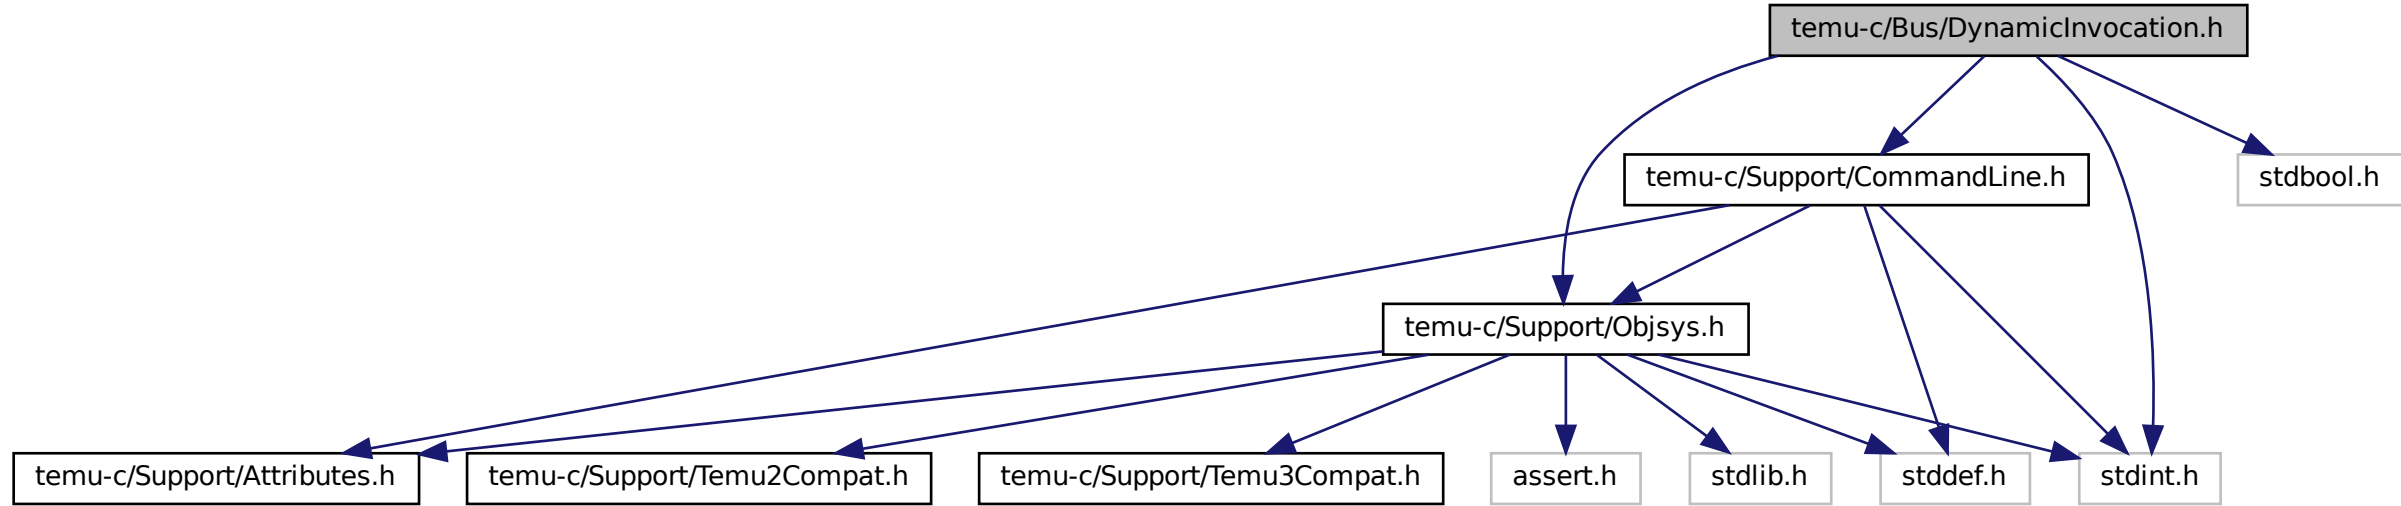 temu-c/Bus/DynamicInvocation.h
temu-c/Support/CommandLine.h
stdbool.h
temu-c/Support/Objsys.h
temu-c/Support/Attributes.h
temu-c/Support/Temu2Compat.h
temu-c/Support/Temu3Compat.h
assert.h
stdlib.h
stddef.h
stdint.h